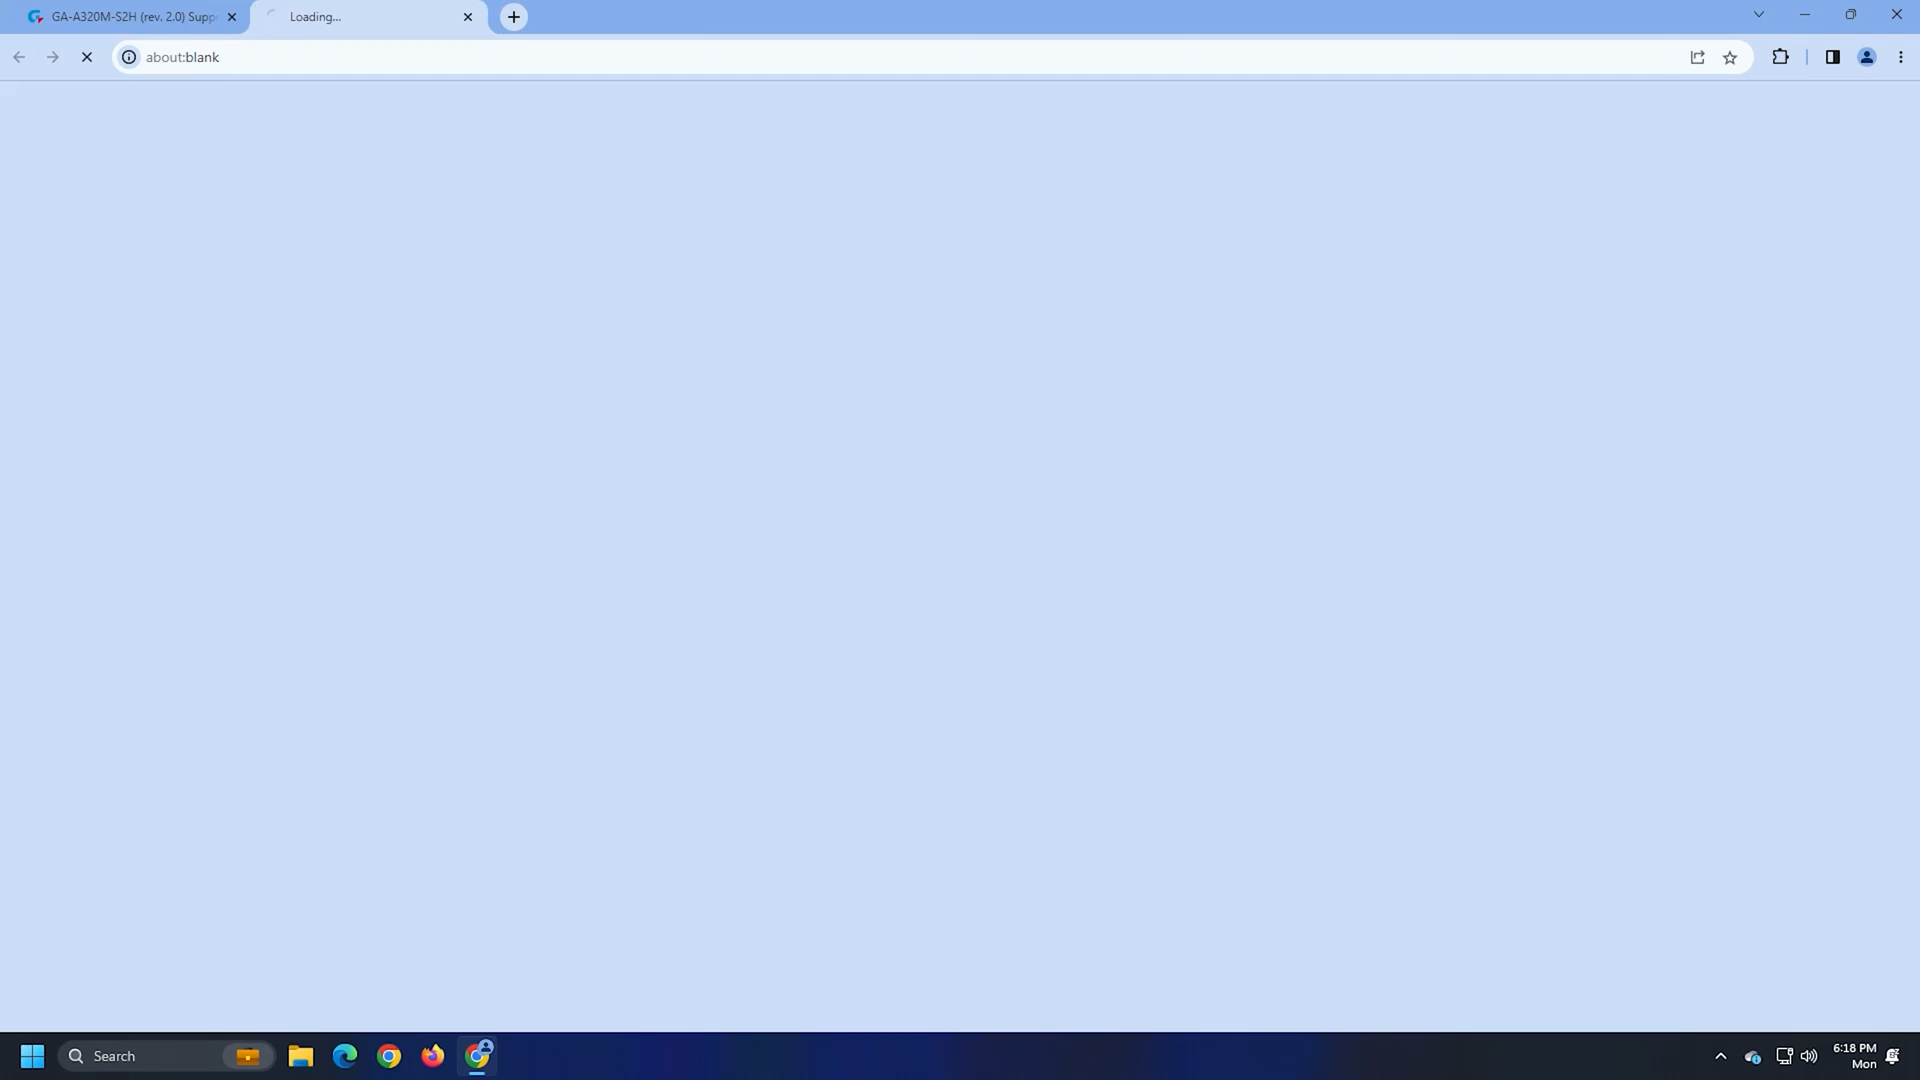 GA-A320M-S2H (rev. 2.0) Supp
Loading...
about:blank
Search
6:18 PM
Mon